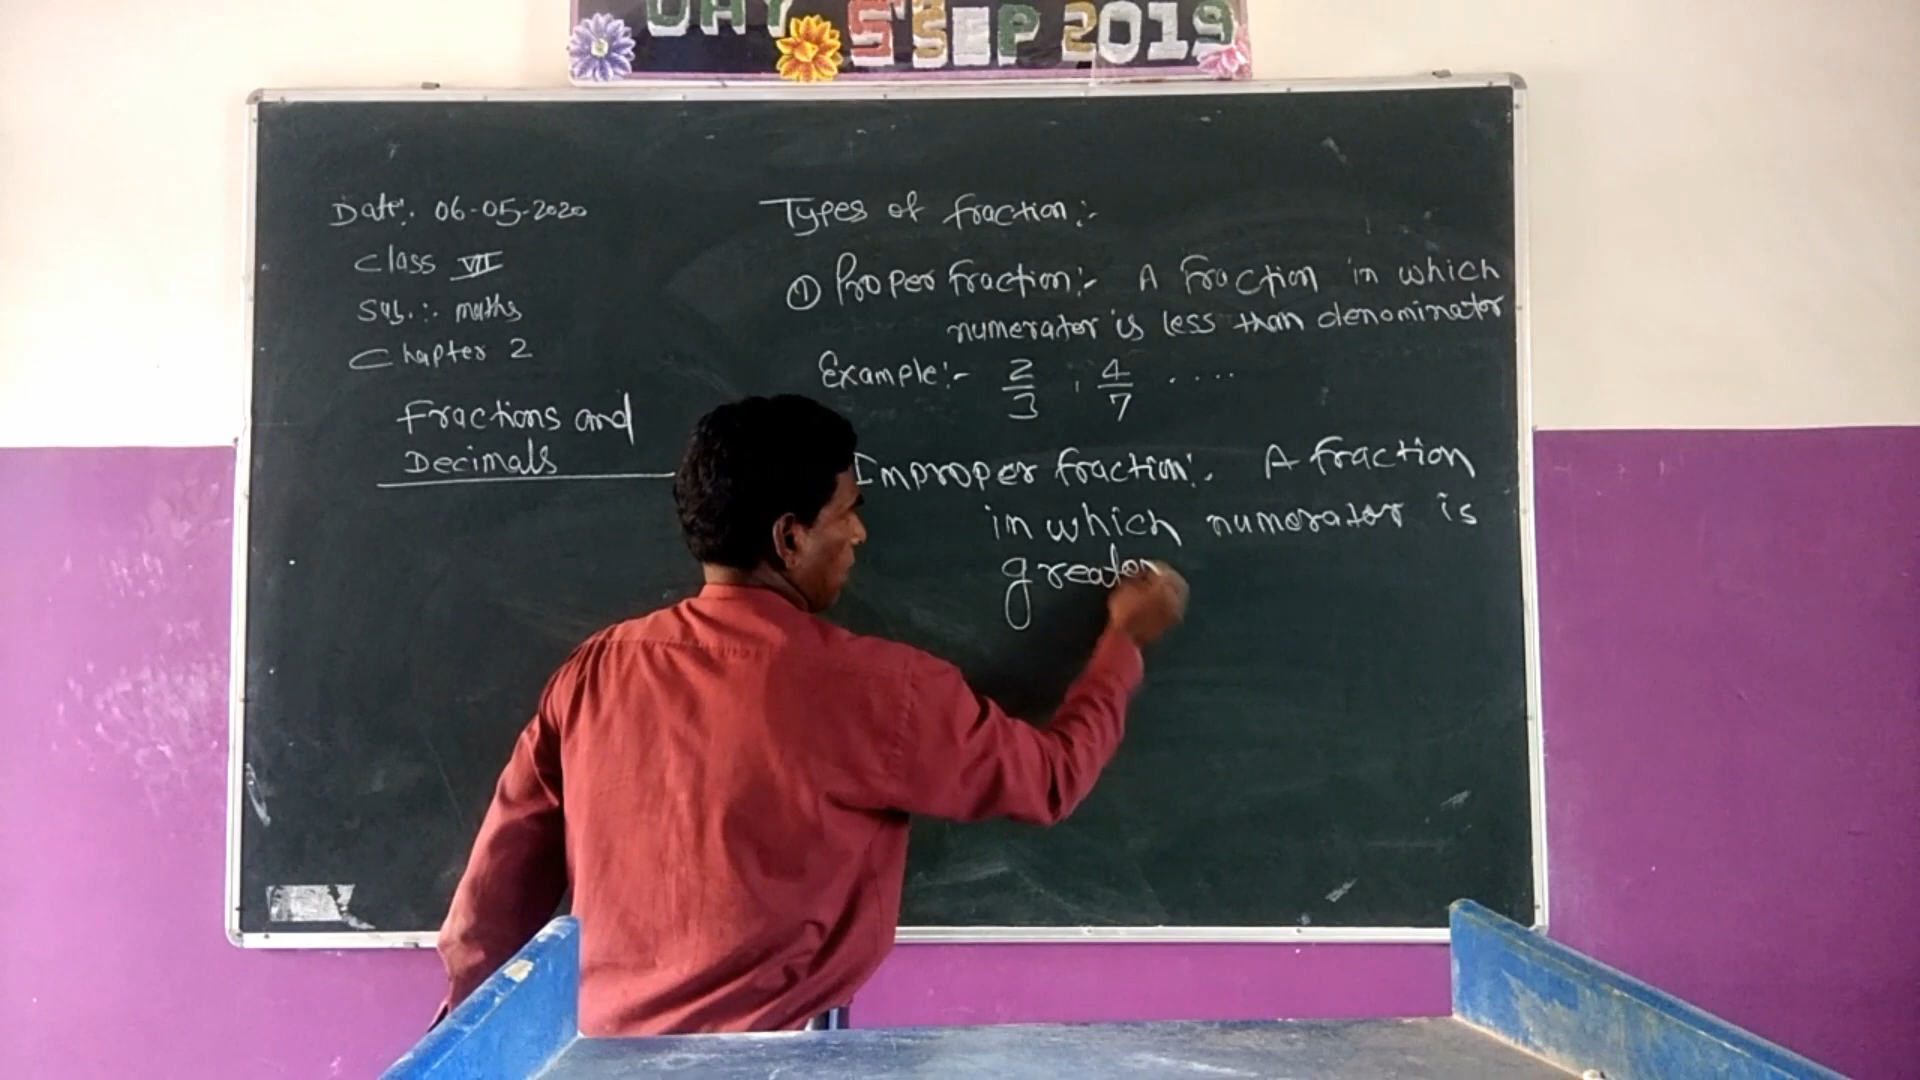 DAY 5 SEP 2019
Date: 06-05-2020
Class VII
Sub.:- maths
Chapter 2
Fractions and
Decimals
Types of fraction:-
① Proper fraction:- A fraction in which
numerator is less than denominator
Example:- 2/3 , 4/7 .....
Improper fraction:- A fraction
in which numerator is
greater